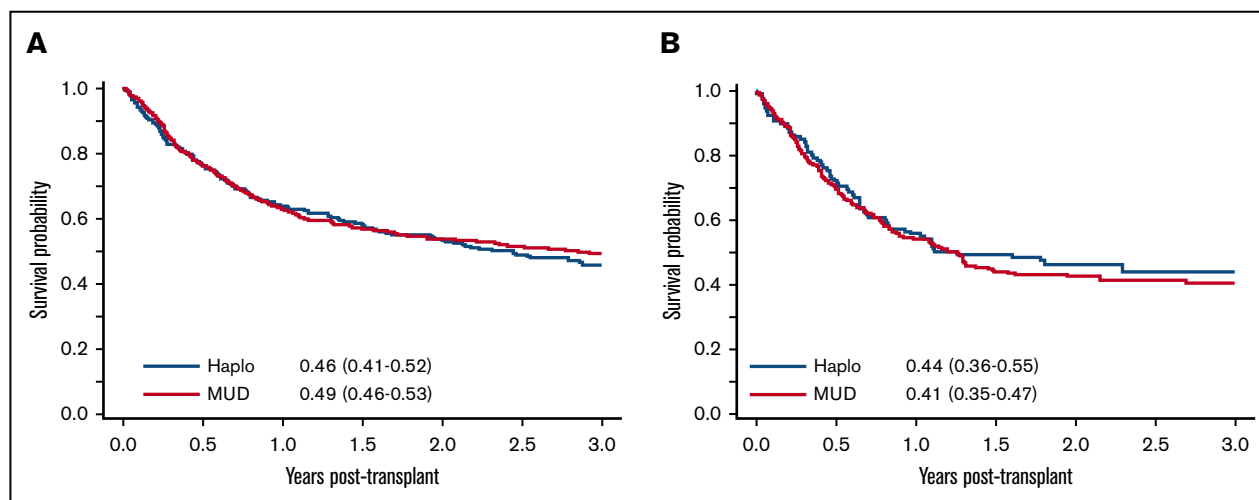 A
Survival probability
1.0
0.8
0.6
0.4
0.2
0.0
Haplo 0.46 (0.41-0.52)
MUD 0.49 (0.46-0.53)
0.0 0.5 1.0 1.5 2.0 2.5 3.0
Years post-transplant
B
Survival probability
1.0
0.8
0.6
0.4
0.2
0.0
Haplo 0.44 (0.36-0.55)
MUD 0.41 (0.35-0.47)
0.0 0.5 1.0 1.5 2.0 2.5 3.0
Years post-transplant